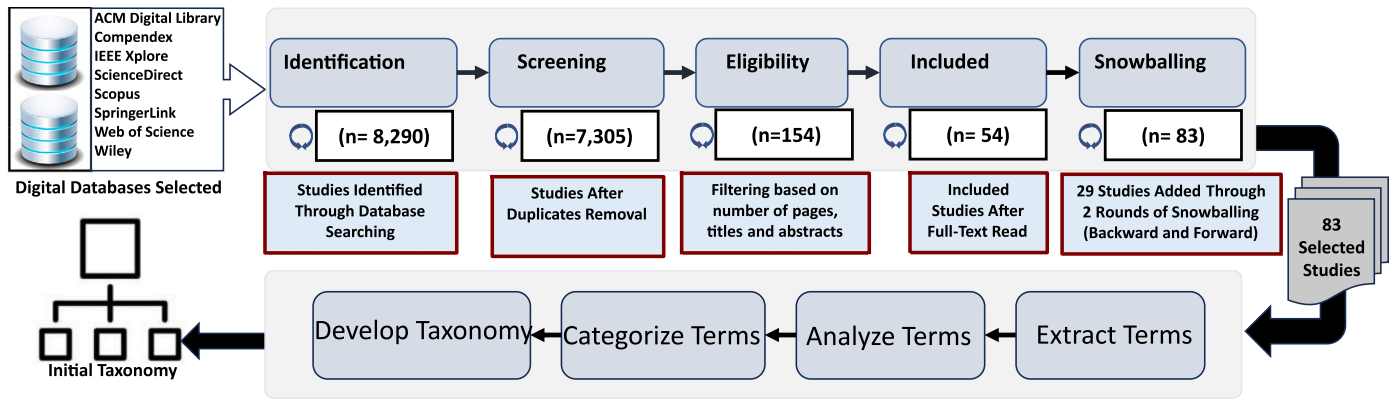 ACM Digital Library
Compendex
IEEE Xplore
ScienceDirect
Scopus
SpringerLink
Web of Science
Wiley
Digital Databases Selected
Identification
Screening
Eligibility
Included
Snowballing
(n= 8,290)
(n=7,305)
(n=154)
(n= 54)
(n= 83)
Studies Identified
Through Database
Searching
Studies After
Duplicates Removal
Filtering based on
number of pages,
titles and abstracts
Included
Studies After
Full-Text Read
29 Studies Added Through
2 Rounds of Snowballing
(Backward and Forward)
83
Selected
Studies
Extract Terms
Analyze Terms
Categorize Terms
Develop Taxonomy
Initial Taxonomy